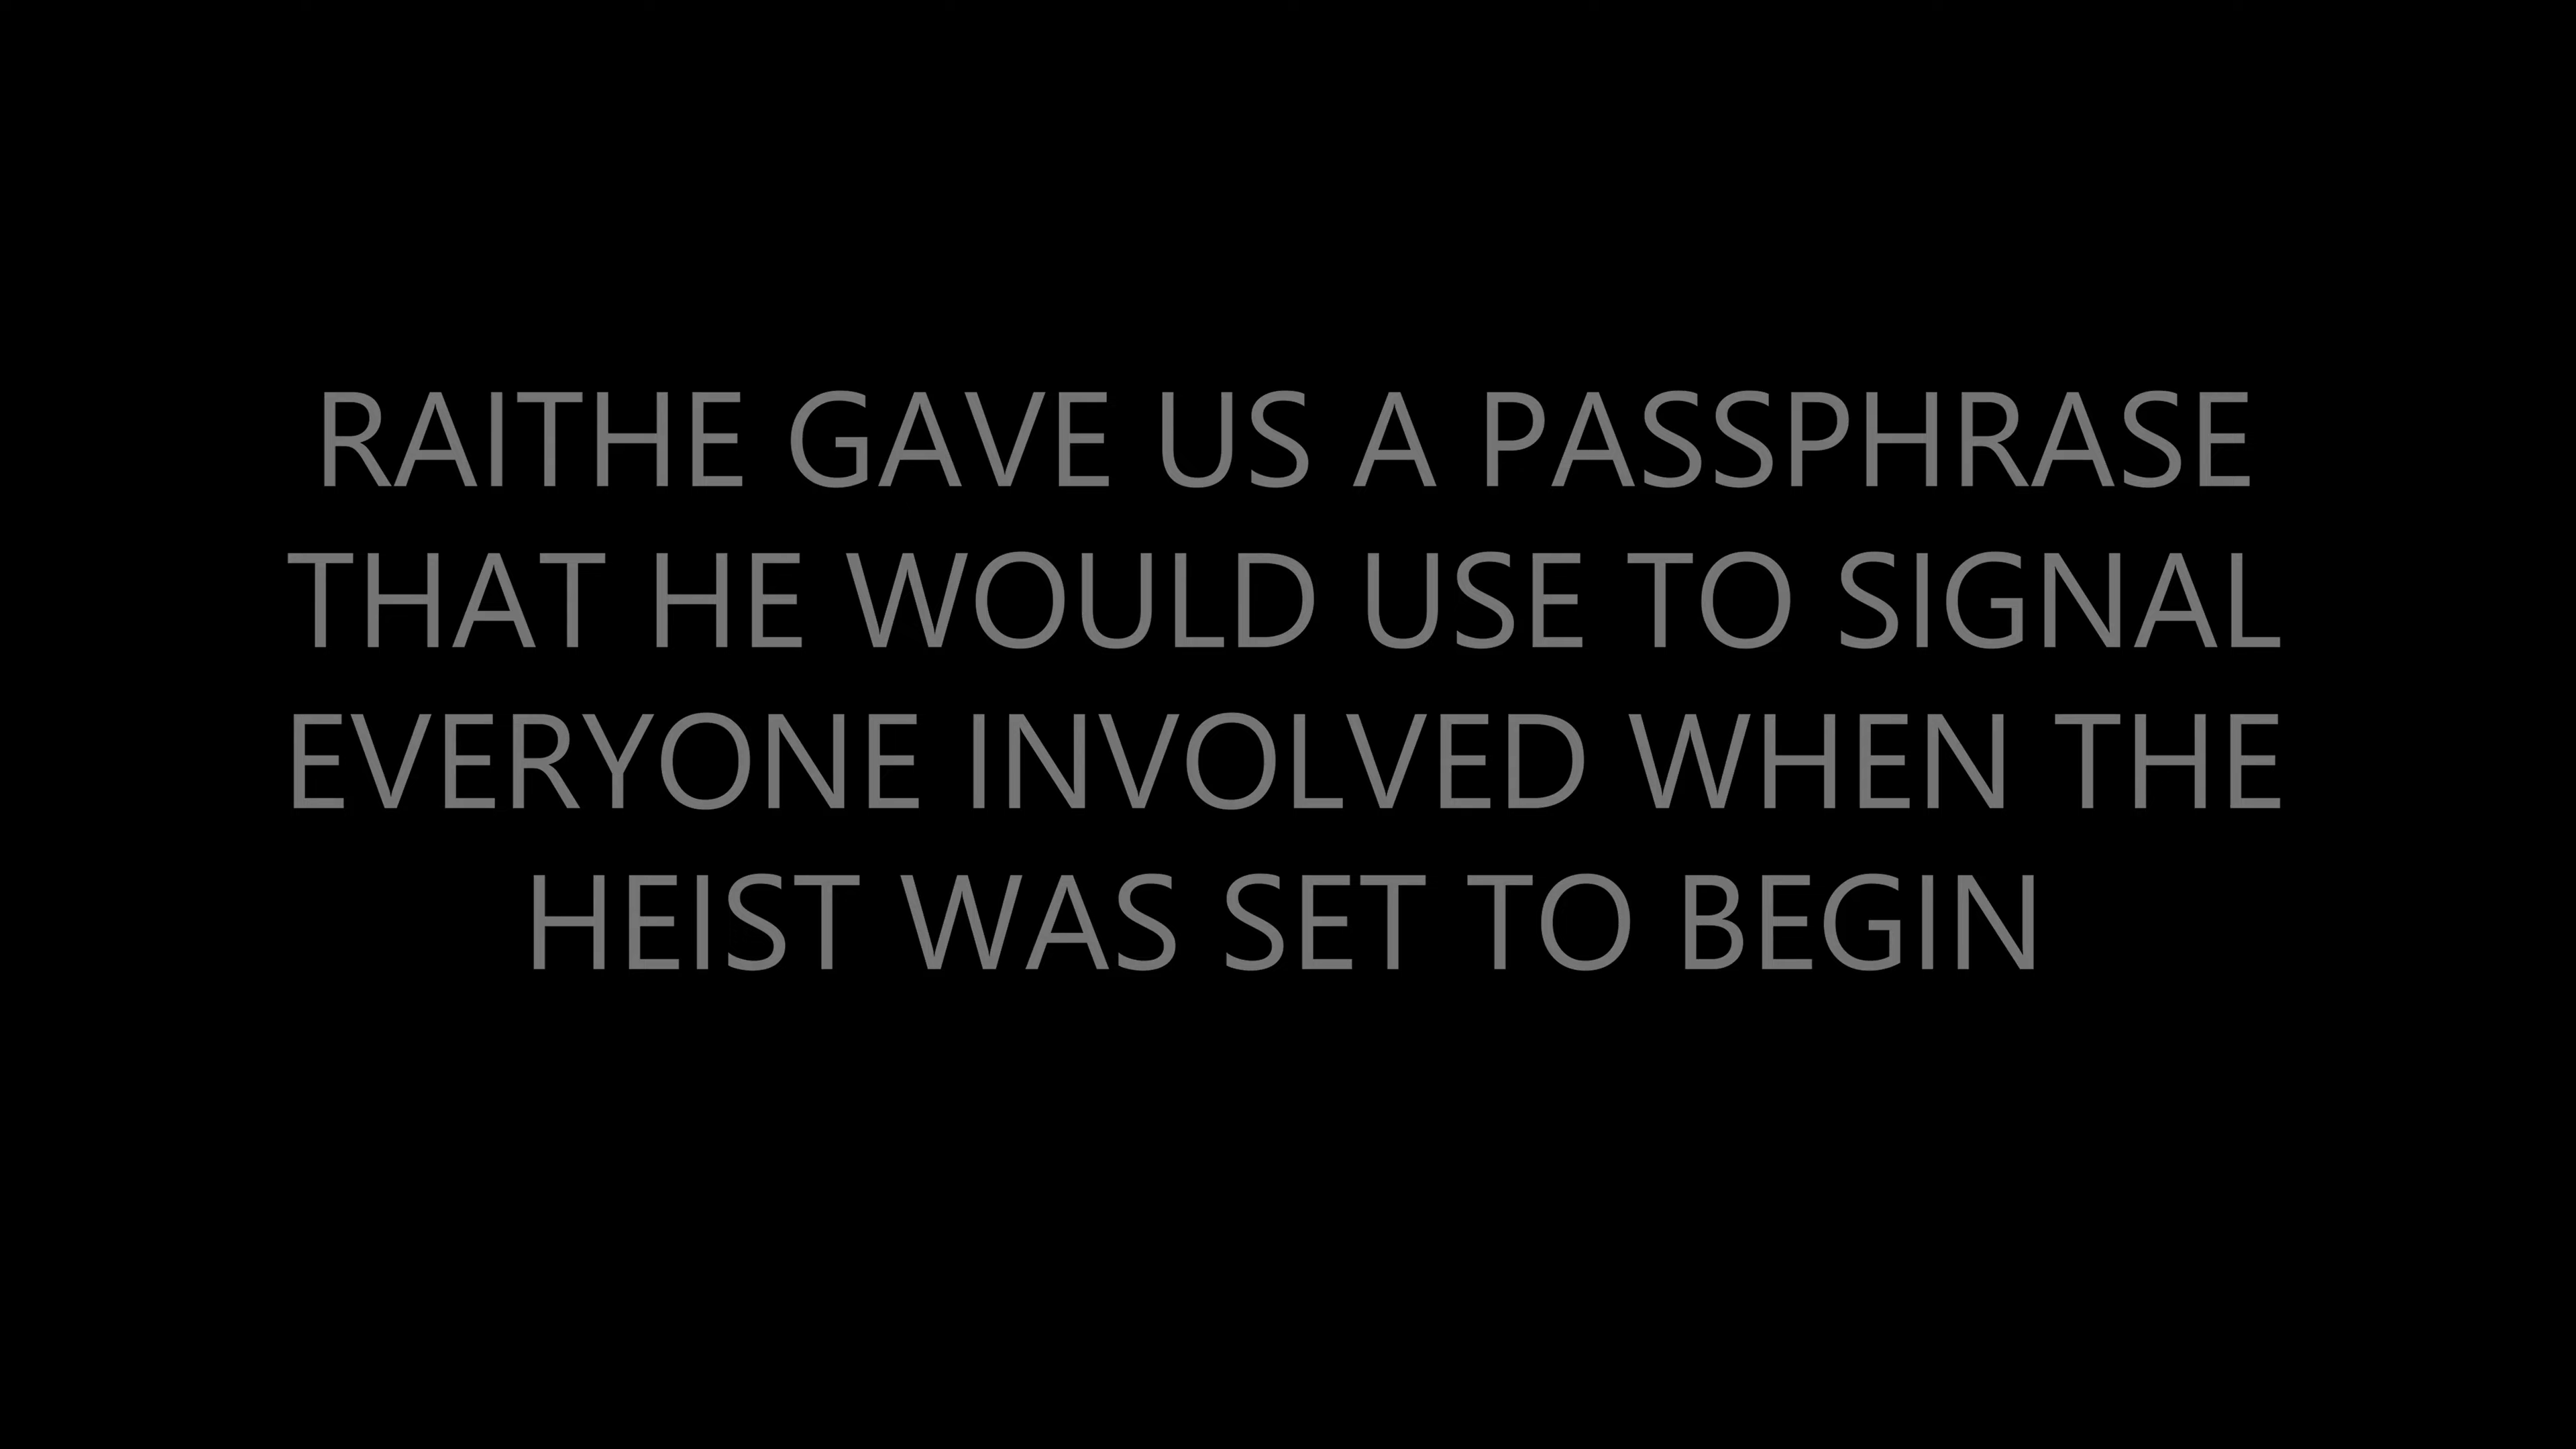 RAITHE GAVE US A PASSPHRASE
THAT HE WOULD USE TO SIGNAL
EVERYONE INVOLVED WHEN THE
HEIST WAS SET TO BEGIN